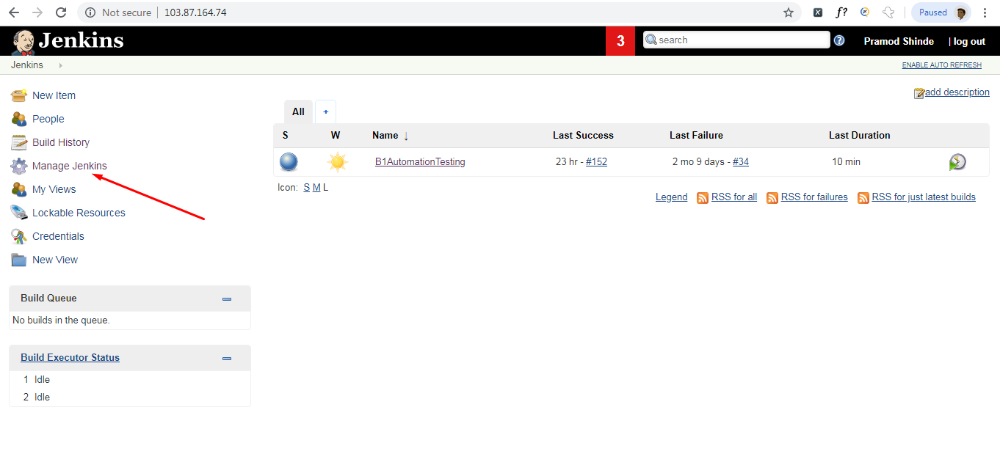 Not secure 103.87.164.74 f? Paused
Jenkins 3 search Pramod Shinde | log out
Jenkins ENABLE AUTO REFRESH
add description
New Item
People
Build History
Manage Jenkins
My Views
Lockable Resources
Credentials
New View
Build Queue
No builds in the queue.
Build Executor Status
1 Idle
2 Idle
All +
S W Name ↓ Last Success Last Failure Last Duration
B1AutomationTesting 23 hr - #152 2 mo 9 days - #34 10 min
Icon: S M L
Legend RSS for all RSS for failures RSS for just latest builds